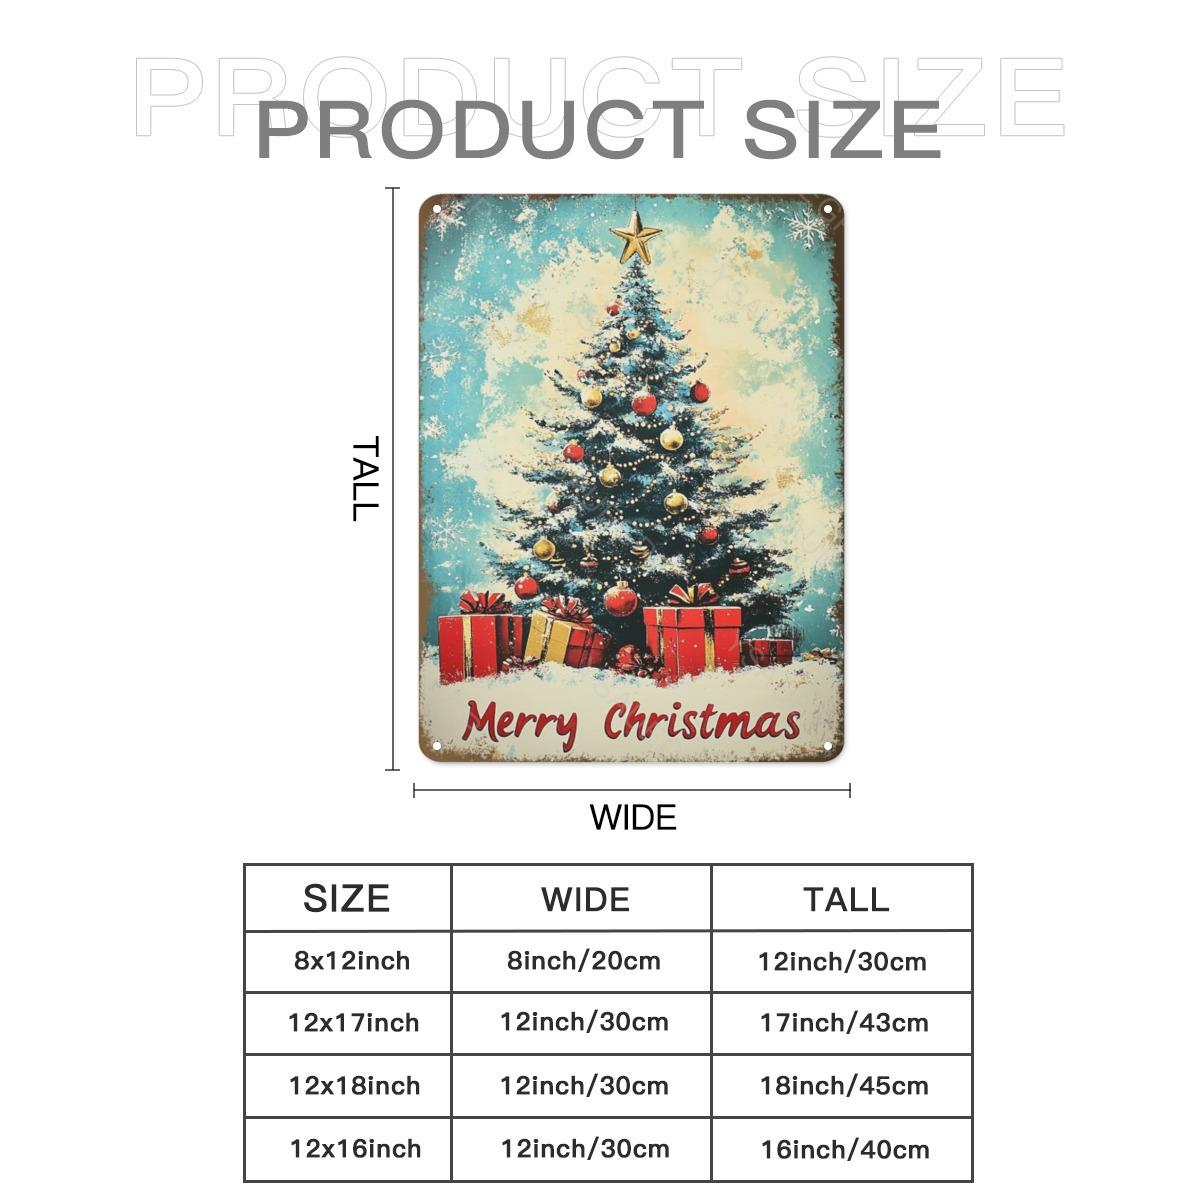 PRODUCT SIZE
PRODUCT SIZE
TALL
Merry Christmas
WIDE
SIZE WIDE TALL
8x12inch 8inch/20cm 12inch/30cm
12x17inch 12inch/30cm 17inch/43cm
12x18inch 12inch/30cm 18inch/45cm
12x16inch 12inch/30cm 16inch/40cm